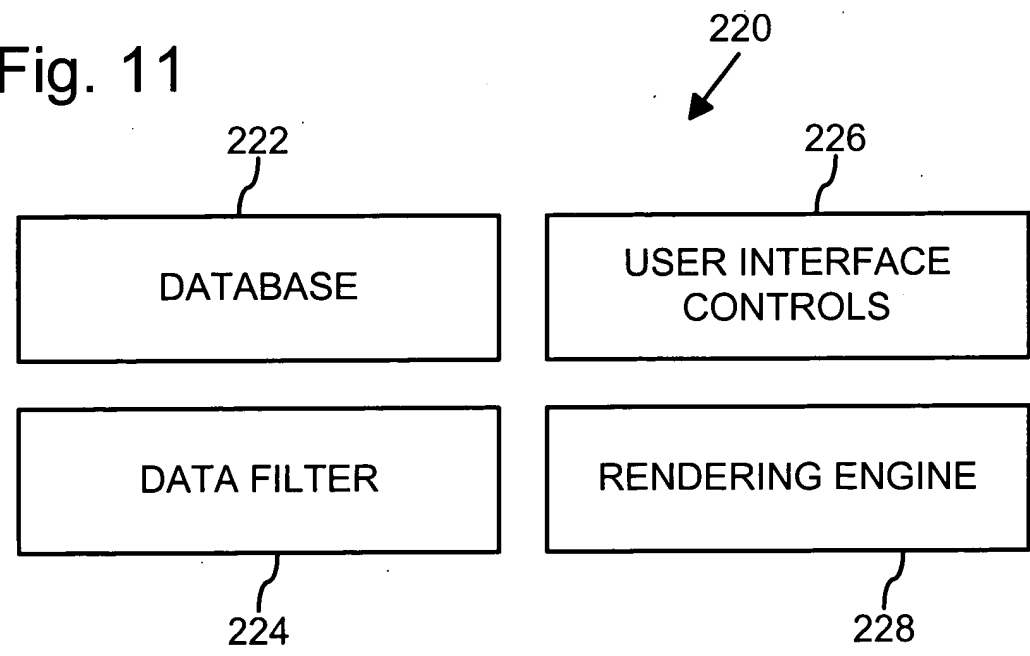 Fig. 11
220
222
226
DATABASE
USER INTERFACE
CONTROLS
DATA FILTER
RENDERING ENGINE
224
228